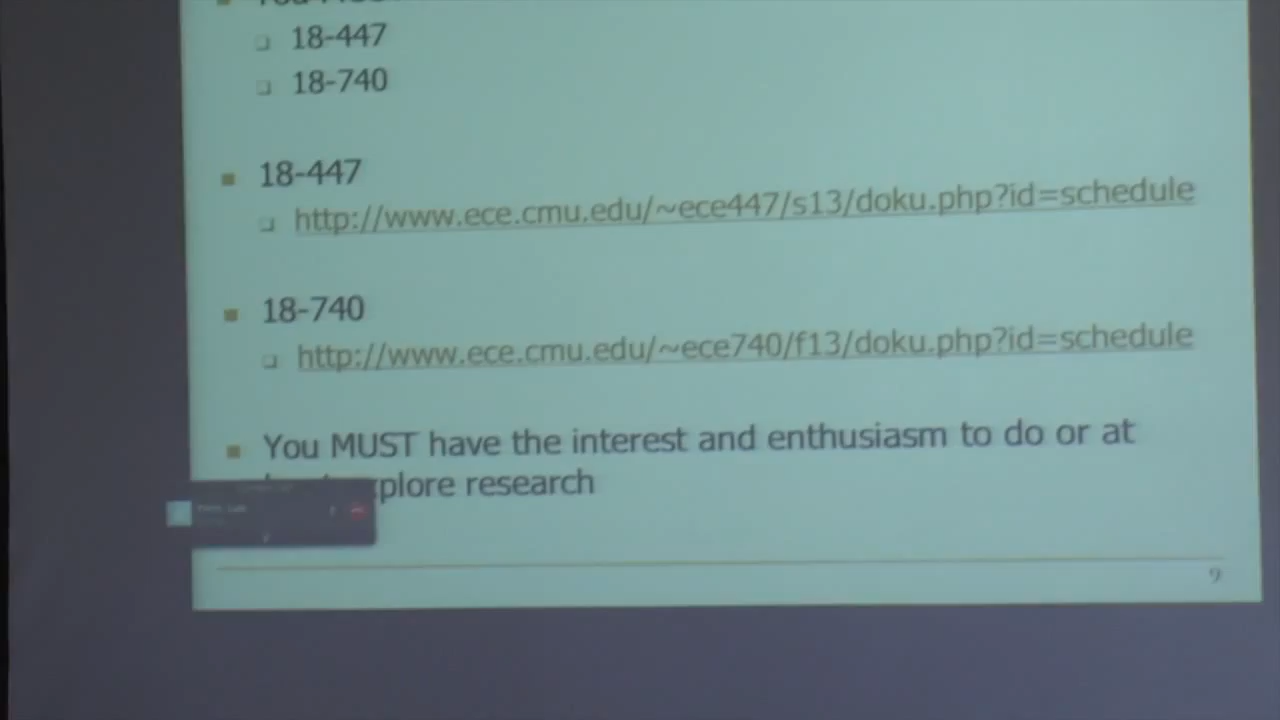 18-447
18-740
18-447
http://www.ece.cmu.edu/~ece447/s13/doku.php?id=schedule
18-740
http://www.ece.cmu.edu/~ece740/f13/doku.php?id=schedule
You MUST have the interest and enthusiasm to do or at
plore research
9